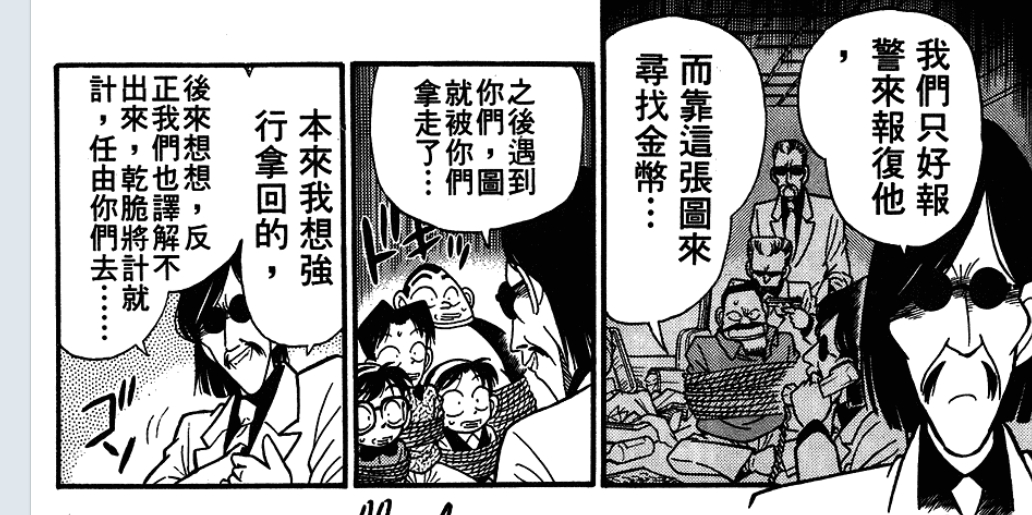 我們只好報
警來報復他
，
而靠這張圖來
尋找金幣…
之後遇到
你們，圖
就被你們
拿走了…
本來我想強
行拿回的，
後來想想，反
正我們也譯解不
出來，乾脆將計就
計，任由你們去……